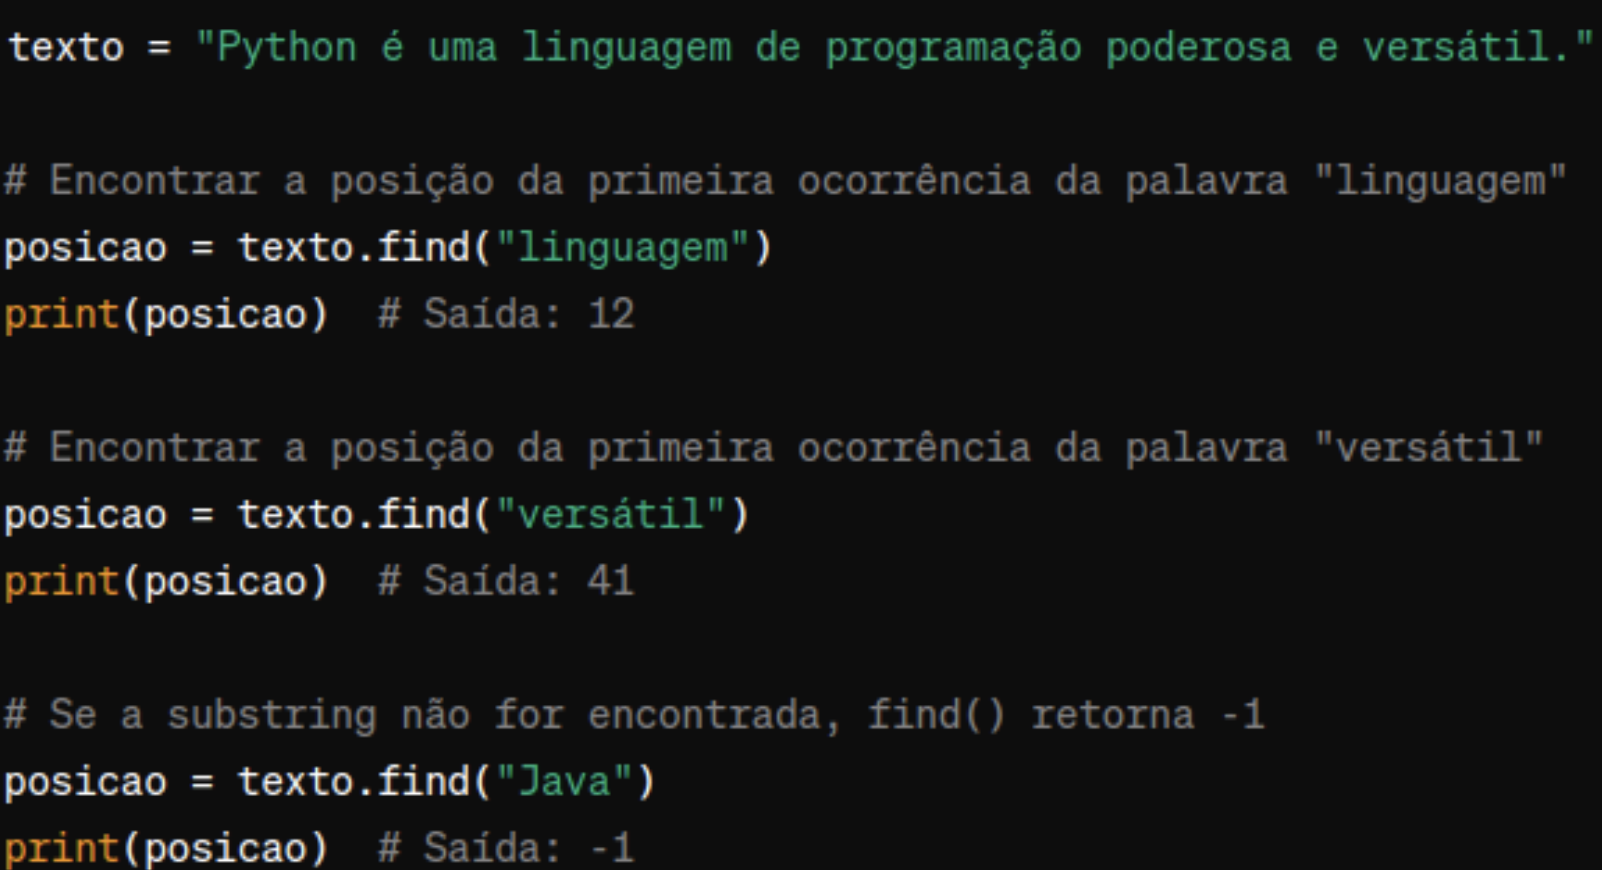 texto = "Python é uma linguagem de programação poderosa e versátil."
# Encontrar a posição da primeira ocorrência da palavra "linguagem"
posicao = texto.find("linguagem")
print(posicao)  # Saída: 12
# Encontrar a posição da primeira ocorrência da palavra "versátil"
posicao = texto.find("versátil")
print(posicao)  # Saída: 41
# Se a substring não for encontrada, find() retorna -1
posicao = texto.find("Java")
print(posicao)  # Saída: -1